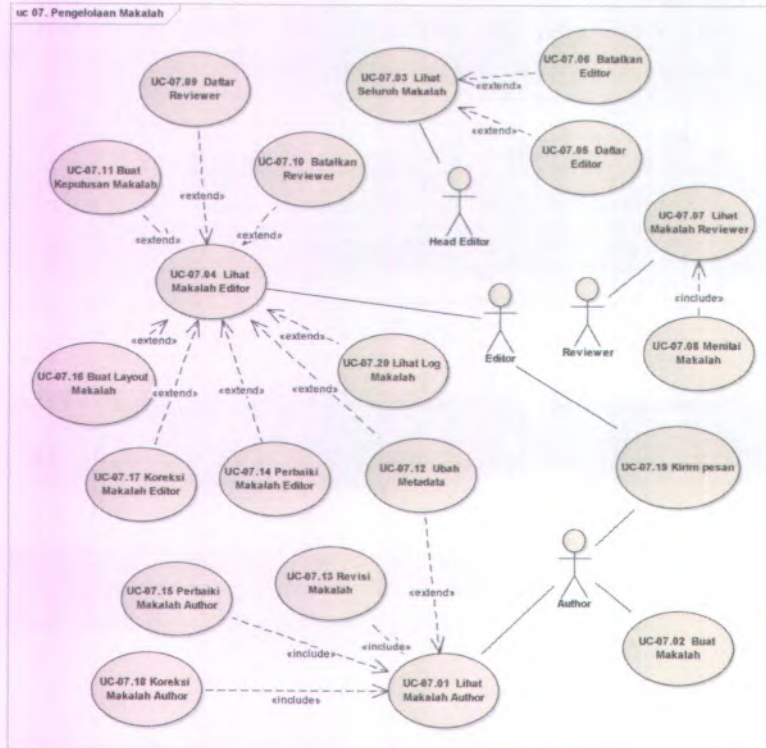 uc 07. Pengelolaan Makalah
UC-07.09 Daftar
Reviewer
UC-07.03 Lihat
Seluruh Makalah
UC-07.06 Batalkan
Editor
«extend»
«extend»
UC-07.05 Daftar
Editor
UC-07.11 Buat
Keputusan Makalah
UC-07.10 Batalkan
Reviewer
«extend»
«extend»
«extend»
Head Editor
UC-07.07 Lihat
Makalah Reviewer
UC-07.04 Lihat
Makalah Editor
«include»
Editor
Reviewer
UC-07.08 Menilai
Makalah
«extend»
«extend»
UC-07.16 Buat Layout
Makalah
UC-07.20 Lihat Log
Makalah
«extend»
«extend»
«extend»
UC-07.17 Koreksi
Makalah Editor
UC-07.14 Perbaiki
Makalah Editor
UC-07.12 Ubah
Metadata
UC-07.19 Kirim pesan
UC-07.15 Perbaiki
Makalah Author
UC-07.13 Revisi
Makalah
«extend»
Author
«include»
«include»
UC-07.02 Buat
Makalah
UC-07.18 Koreksi
Makalah Author
«include»
UC-07.01 Lihat
Makalah Author